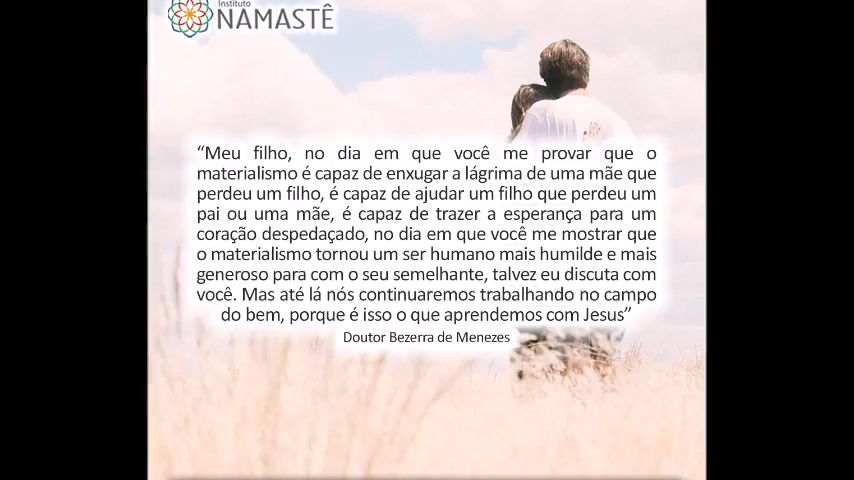 Instituto
NAMASTÊ
“Meu filho, no dia em que você me provar que o
materialismo é capaz de enxugar a lágrima de uma mãe que
perdeu um filho, é capaz de ajudar um filho que perdeu um
pai ou uma mãe, é capaz de trazer a esperança para um
coração despedaçado, no dia em que você me mostrar que
o materialismo tornou um ser humano mais humilde e mais
generoso para com o seu semelhante, talvez eu discuta com
você. Mas até lá nós continuaremos trabalhando no campo
do bem, porque é isso o que aprendemos com Jesus”
Doutor Bezerra de Menezes